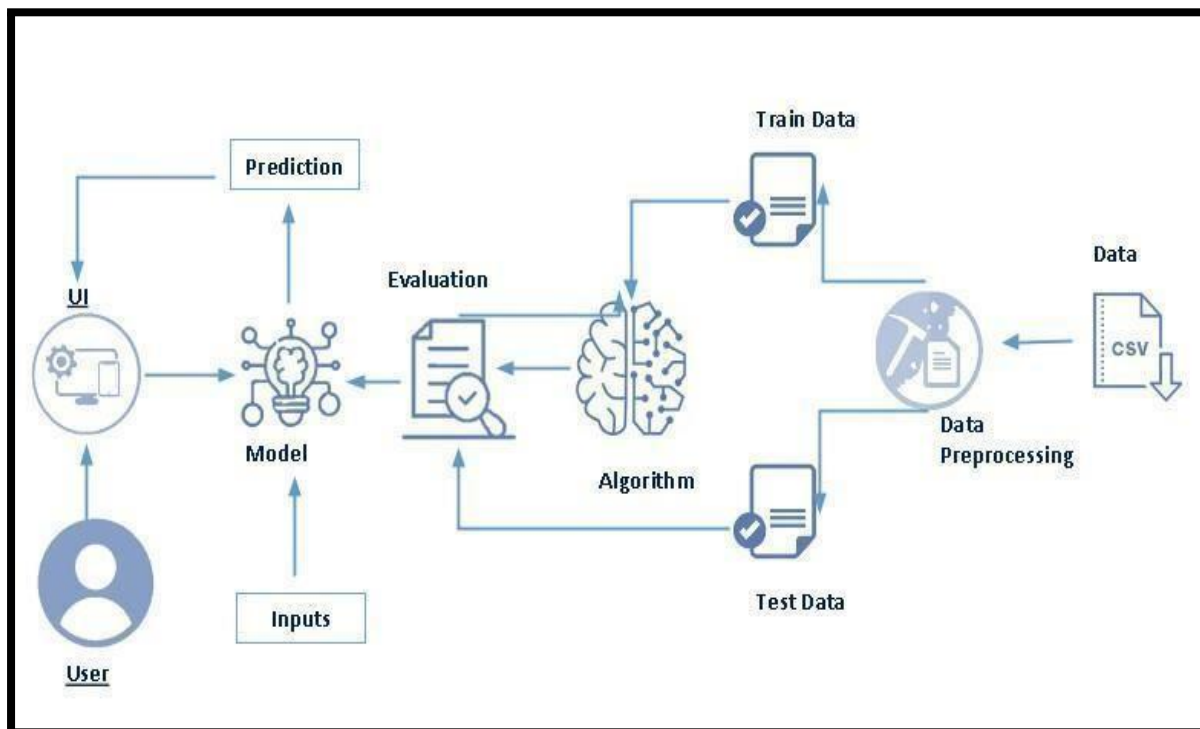 Train Data
Prediction
Data
Evaluation
UI
CSV
Data
Preprocessing
Model
Algorithm
Test Data
Inputs
User